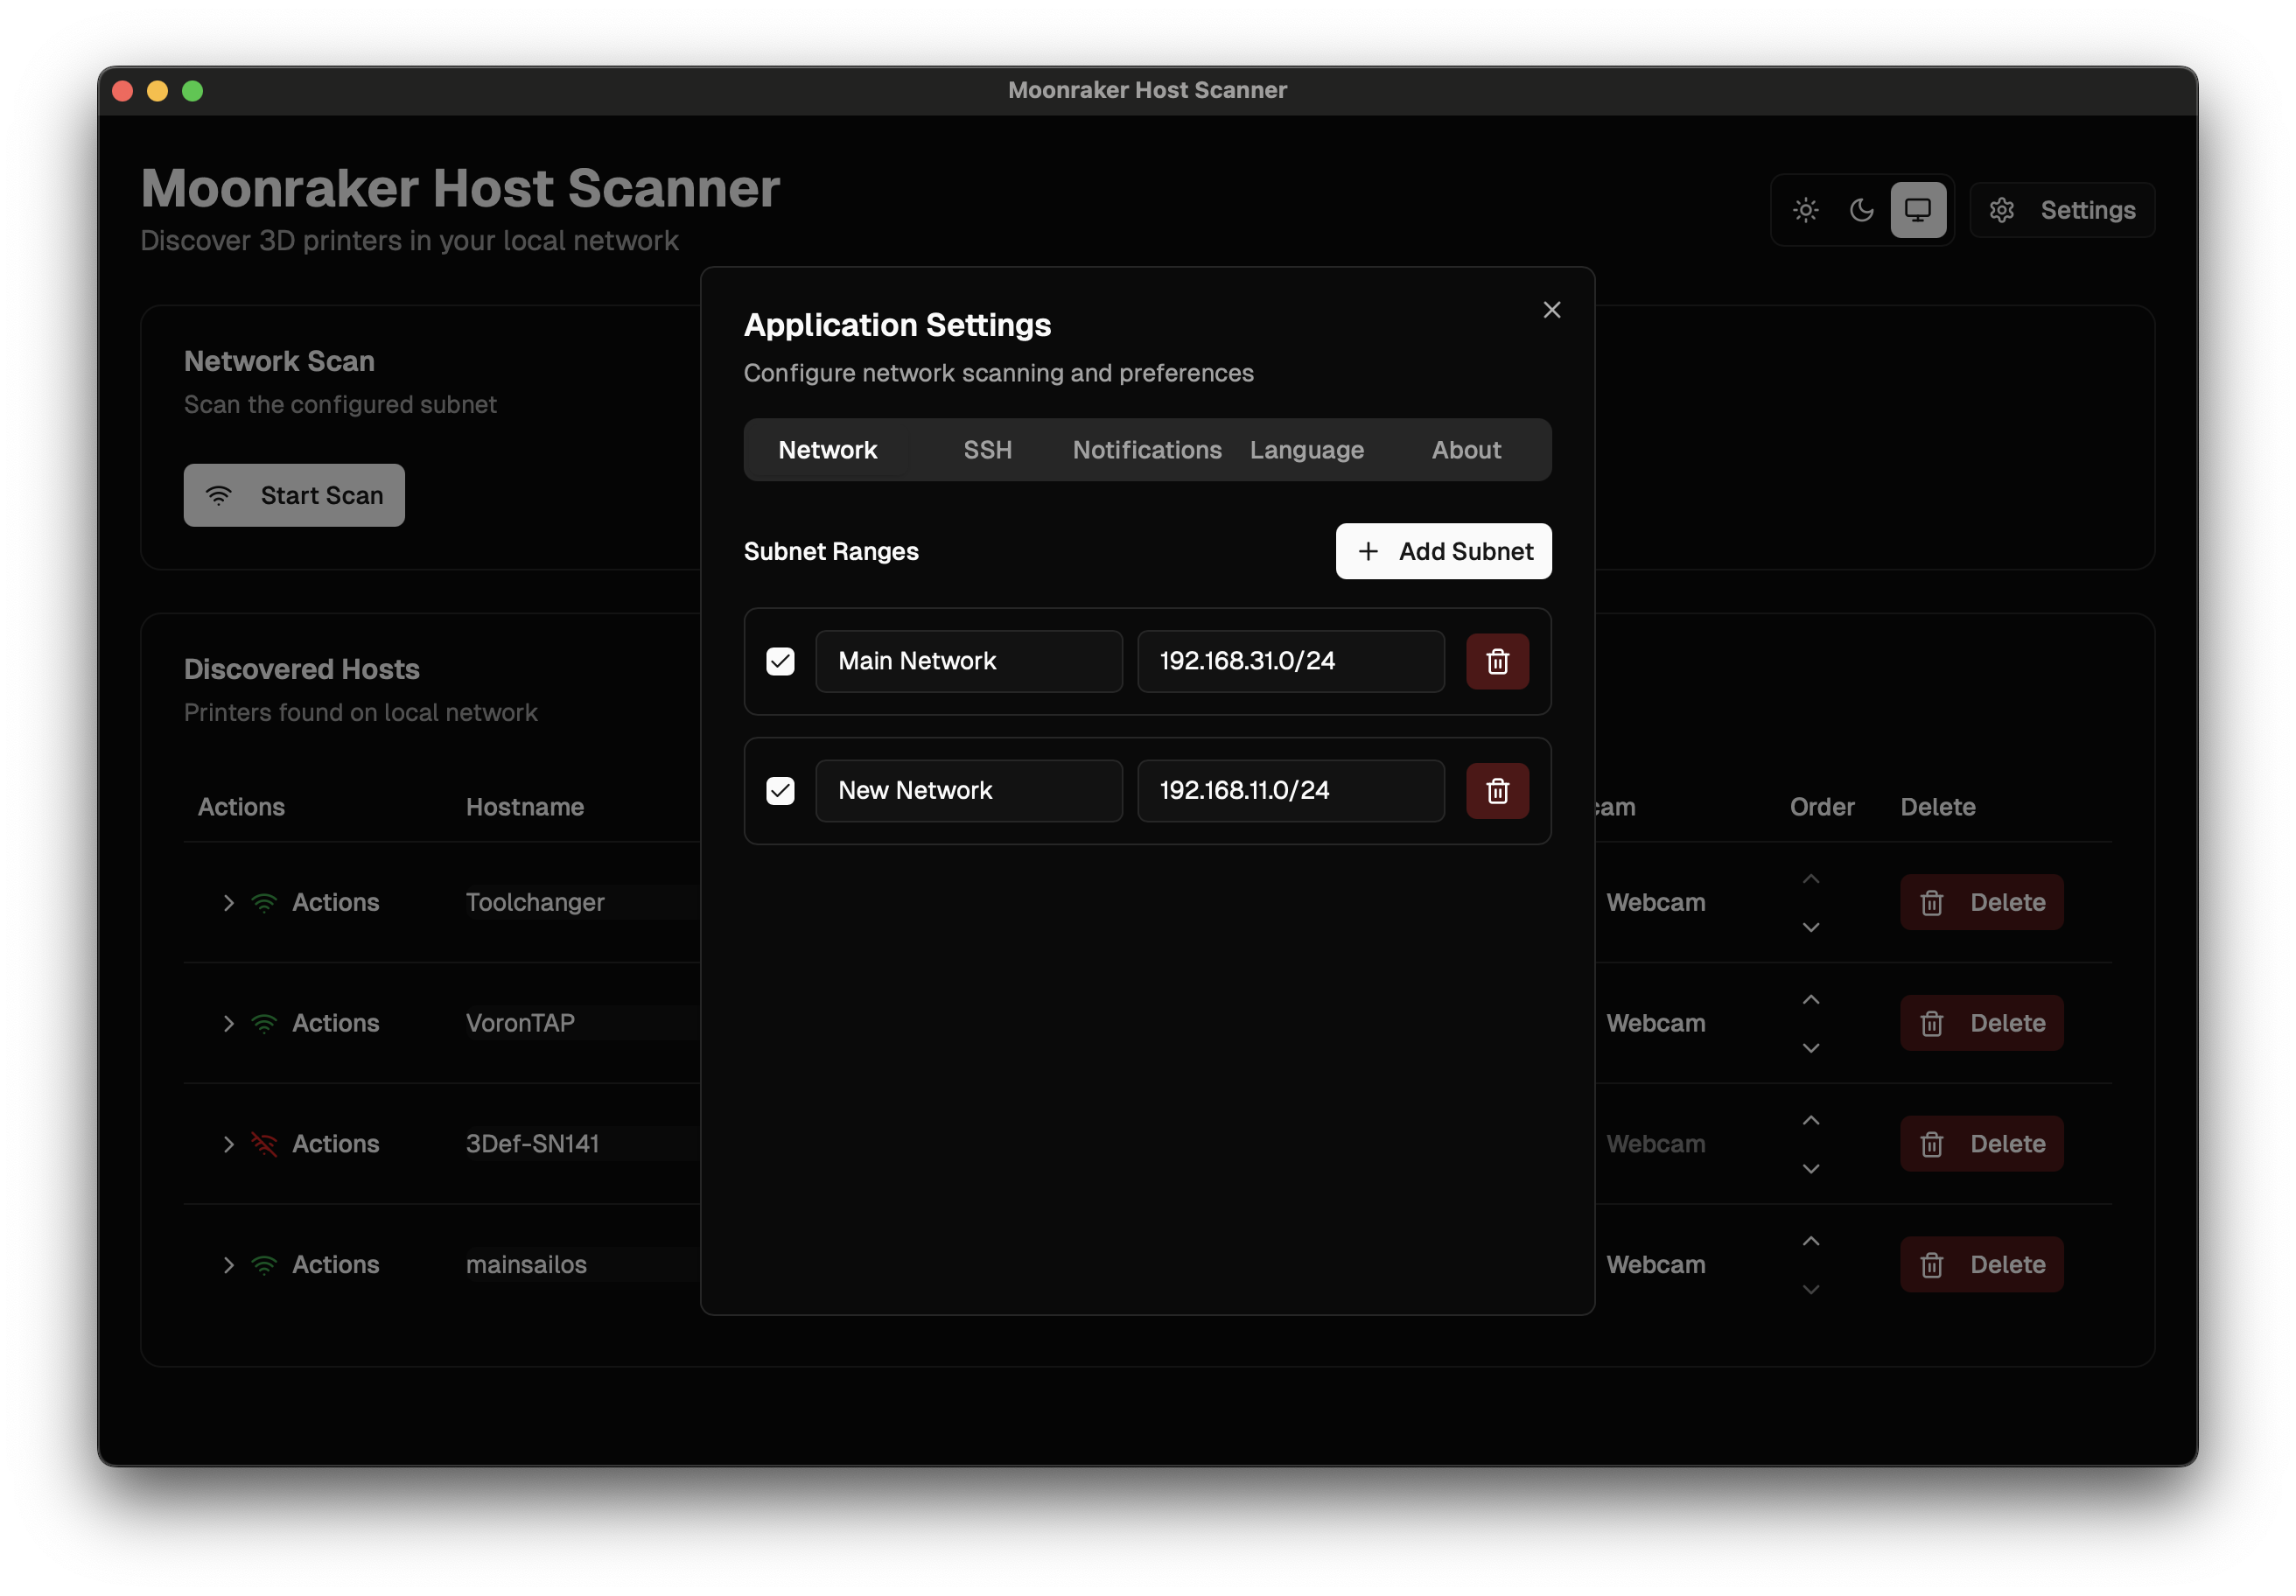 Moonraker Host Scanner
Moonraker Host Scanner
Discover 3D printers in your local network
Settings
Network Scan
Scan the configured subnet
Start Scan
Application Settings
Configure network scanning and preferences
Network SSH Notifications Language About
Subnet Ranges
Add Subnet
Main Network 192.168.31.0/24
New Network 192.168.11.0/24
Discovered Hosts
Printers found on local network
Actions Hostname Order Delete
Actions Toolchanger Webcam Delete
Actions VoronTAP Webcam Delete
Actions 3Def-SN141 Webcam Delete
Actions mainsailos Webcam Delete